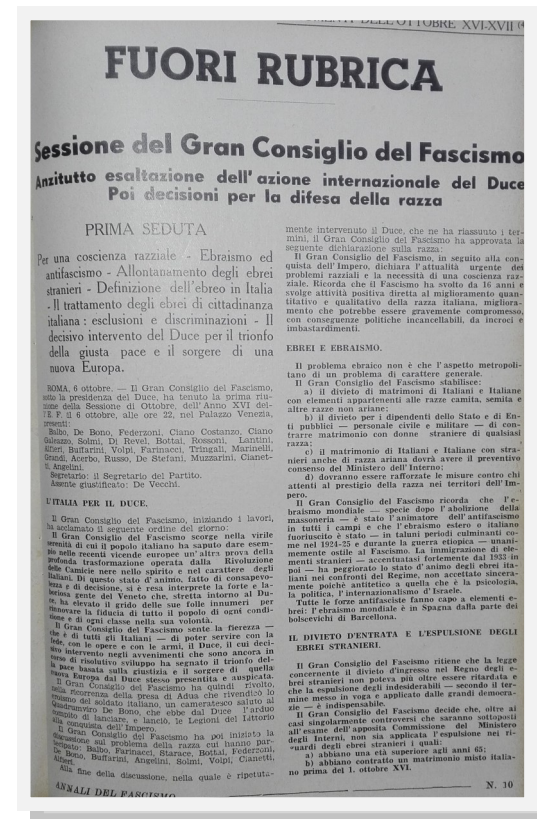 DELL'OTTOBRE XVI-XVII
FUORI RUBRICA
Sessione del Gran Consiglio del Fascismo
Anzitutto esaltazione dell'azione internazionale del Duce
Poi decisioni per la difesa della razza
PRIMA SEDUTA
Per una coscienza razziale - Ebraismo ed
antifascismo - Allontanamento degli ebrei
stranieri - Definizione dell'ebreo in Italia
- Il trattamento degli ebrei di cittadinanza
italiana: esclusioni e discriminazioni - Il
decisivo intervento del Duce per il trionfo
della giusta pace e il sorgere di una
nuova Europa.
ROMA, 6 ottobre. — Il Gran Consiglio del Fascismo,
sotto la presidenza del Duce, ha tenuto la prima riu-
nione della Sessione di Ottobre, dell'Anno XVI del-
l'E. F. il 6 ottobre, alle ore 22, nel Palazzo Venezia,
presenti:
Balbo, De Bono, Federzoni, Ciano Costanzo, Ciano
Galeazzo, Solmi, Di Revel, Bottai, Rossoni, Lantini,
Alfieri, Buffarini, Volpi, Farinacci, Tringali, Marinelli,
Grandi, Acerbo, Russo, De Stefani, Muzzarini, Cianet-
ti, Angelini.
Segretario: il Segretario del Partito.
Assente giustificato: De Vecchi.
L'ITALIA PER IL DUCE.
Il Gran Consiglio del Fascismo, iniziando i lavori,
ha acclamato il seguente ordine del giorno:
Il Gran Consiglio del Fascismo scorge nella virile
serenità di cui il popolo italiano ha saputo dare esem-
pio nelle recenti vicende europee un'altra prova della
profonda trasformazione operata dalla Rivoluzione
delle Camicie nere nello spirito e nel carattere degli
Italiani. Di questo stato d'animo, fatto di consapevo-
lezza e di decisione, si è resa interprete la forte e la-
boriosa gente del Veneto che, stretta intorno al Du-
ce, ha elevato il grido delle sue folle innumeri per
rinnovare la fiducia di tutto il popolo di ogni condi-
zione e di ogni classe nella sua volontà.
Il Gran Consiglio del Fascismo sente la fierezza —
che è di tutti gli Italiani — di poter servire con la
fede, con le opere e con le armi, il Duce, il cui deci-
sivo intervento negli avvenimenti che sono ancora in
corso di risolutivo sviluppo ha segnato il trionfo del-
la pace basata sulla giustizia e il sorgere di quella
nuova Europa dal Duce stesso presentita e auspicata.
Il Gran Consiglio del Fascismo ha quindi rivolto,
nella ricorrenza della presa di Adua che rivendicò lo
eroismo del soldato italiano, un cameratesco saluto al
Quadrumviro De Bono, che ebbe dal Duce l'ardito
compito di lanciare, e lanciò, le Legioni del Littorio
alla conquista dell'Impero.
Il Gran Consiglio del Fascismo ha poi iniziato la
discussione sul problema della razza cui hanno par-
tecipato: Balbo, Farinacci, Starace, Bottai, Federzoni,
De Bono, Buffarini, Angelini, Solmi, Volpi, Cianetti,
Alfieri.
Alla fine della discussione, nella quale è ripetuta-
ANNALI DEL FASCISMO
mente intervenuto il Duce, che ne ha riassunto i ter-
mini, il Gran Consiglio del Fascismo ha approvata la
seguente dichiarazione sulla razza:
Il Gran Consiglio del Fascismo, in seguito alla con-
quista dell'Impero, dichiara l'attualità urgente dei
problemi razziali e la necessità di una coscienza raz-
ziale. Ricorda che il Fascismo ha svolto da 16 anni e
svolge attività positiva diretta al miglioramento quan-
titativo e qualitativo della razza italiana, migliora-
mento che potrebbe essere gravemente compromesso,
con conseguenze politiche incancellabili, da incroci e
imbastardimenti.
EBREI E EBRAISMO.
Il problema ebraico non è che l'aspetto metropoli-
tano di un problema di carattere generale.
Il Gran Consiglio del Fascismo stabilisce:
a) il divieto di matrimoni di Italiani e Italiane
con elementi appartenenti alle razze camita, semita e
altre razze non ariane;
b) il divieto per i dipendenti dello Stato e di En-
ti pubblici — personale civile e militare — di con-
trarre matrimonio con donne straniere di qualsiasi
razza;
c) il matrimonio di Italiani e Italiane con stra-
nieri anche di razza ariana dovrà avere il preventivo
consenso del Ministero dell'Interno;
d) dovranno essere rafforzate le misure contro chi
attenti al prestigio della razza nei territori dell'Im-
pero.
Il Gran Consiglio del Fascismo ricorda che l'e-
braismo mondiale — specie dopo l'abolizione della
massoneria — è stato l'animatore dell'antifascismo
in tutti i campi e che l'ebraismo estero o italiano
fuoriuscito è stato — in taluni periodi culminanti co-
me nel 1924-25 e durante la guerra etiopica — unani-
memente ostile al Fascismo. La immigrazione di ele-
menti stranieri — accentuatasi fortemente dal 1933 in
poi — ha peggiorato lo stato d'animo degli ebrei ita-
liani nei confronti del Regime, non accettato sincera-
mente poichè antitetico a quella che è la psicologia,
la politica, l'internazionalismo d'Israele.
Tutte le forze antifasciste fanno capo a elementi e-
brei: l'ebraismo mondiale è in Spagna dalla parte dei
bolscevichi di Barcellona.
IL DIVIETO D'ENTRATA E L'ESPULSIONE DEGLI
EBREI STRANIERI.
Il Gran Consiglio del Fascismo ritiene che la legge
concernente il divieto d'ingresso nel Regno degli e-
brei stranieri non poteva più oltre essere ritardata e
che la espulsione degli indesiderabili — secondo il ter-
mine messo in voga e applicato dalle grandi democra-
zie — è indispensabile.
Il Gran Consiglio del Fascismo decide che, oltre ai
casi singolarmente controversi che saranno sottoposti
all'esame dell'apposita Commissione del Ministero
degli Interni, non sia applicata l'espulsione nei ri-
guardi degli ebrei stranieri i quali:
a) abbiano una età superiore agli anni 65;
b) abbiano contratto un matrimonio misto italia-
no prima del 1. ottobre XVI.
N. 10